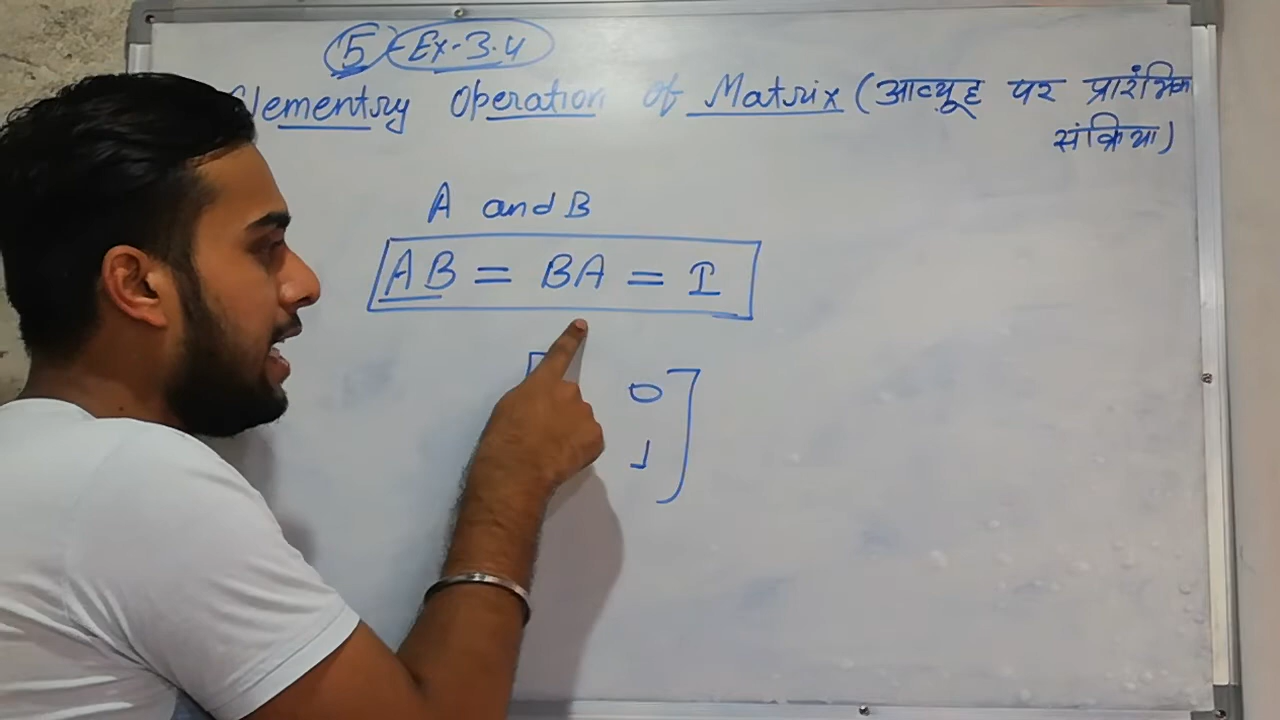 5 Ex-3.4
Elementry Operation of Matrix (आव्यूह पर प्रारंभिक
संक्रिया)
A and B
AB = BA = I
0
1